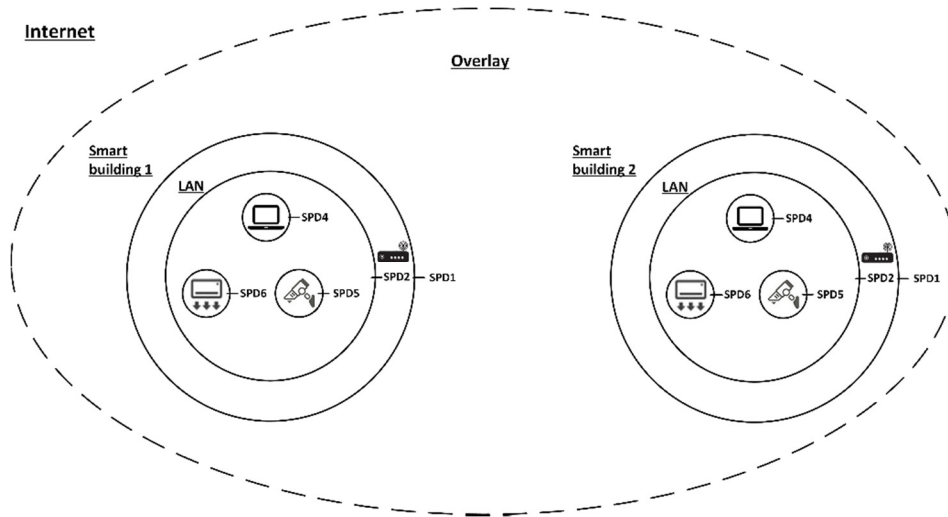 Internet
Overlay
Smart
building 1
LAN
SPD4
SPD2
SPD1
SPD6
SPD5
Smart
building 2
LAN
SPD4
SPD2
SPD1
SPD6
SPD5